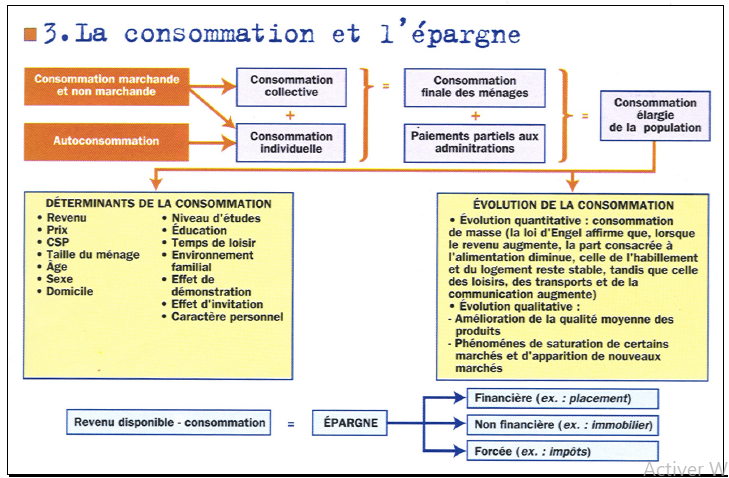 3. La consommation et l'épargne
Consommation marchande
et non marchande
Autoconsommation
Consommation
collective
+
Consommation
individuelle
=
Consommation
finale des ménages
+
Paiements partiels aux
adminitrations
=
Consommation
élargie
de la population
DÉTERMINANTS DE LA CONSOMMATION
• Revenu
• Prix
• CSP
• Taille du ménage
• Âge
• Sexe
• Domicile
• Niveau d'études
• Éducation
• Temps de loisir
• Environnement
familial
• Effet de
démonstration
• Effet d'invitation
• Caractère personnel
ÉVOLUTION DE LA CONSOMMATION
• Évolution quantitative : consommation
de masse (la loi d'Engel affirme que, lorsque
le revenu augmente, la part consacrée à
l'alimentation diminue, celle de l'habillement
et du logement reste stable, tandis que celle
des loisirs, des transports et de la
communication augmente)
• Évolution qualitative :
- Amélioration de la qualité moyenne des
produits
- Phénoménes de saturation de certains
marchés et d'apparition de nouveaux
marchés
Revenu disponible - consommation
=
ÉPARGNE
Financière (ex. : placement)
Non financière (ex. : immobilier)
Forcée (ex. : impôts)
Activer W